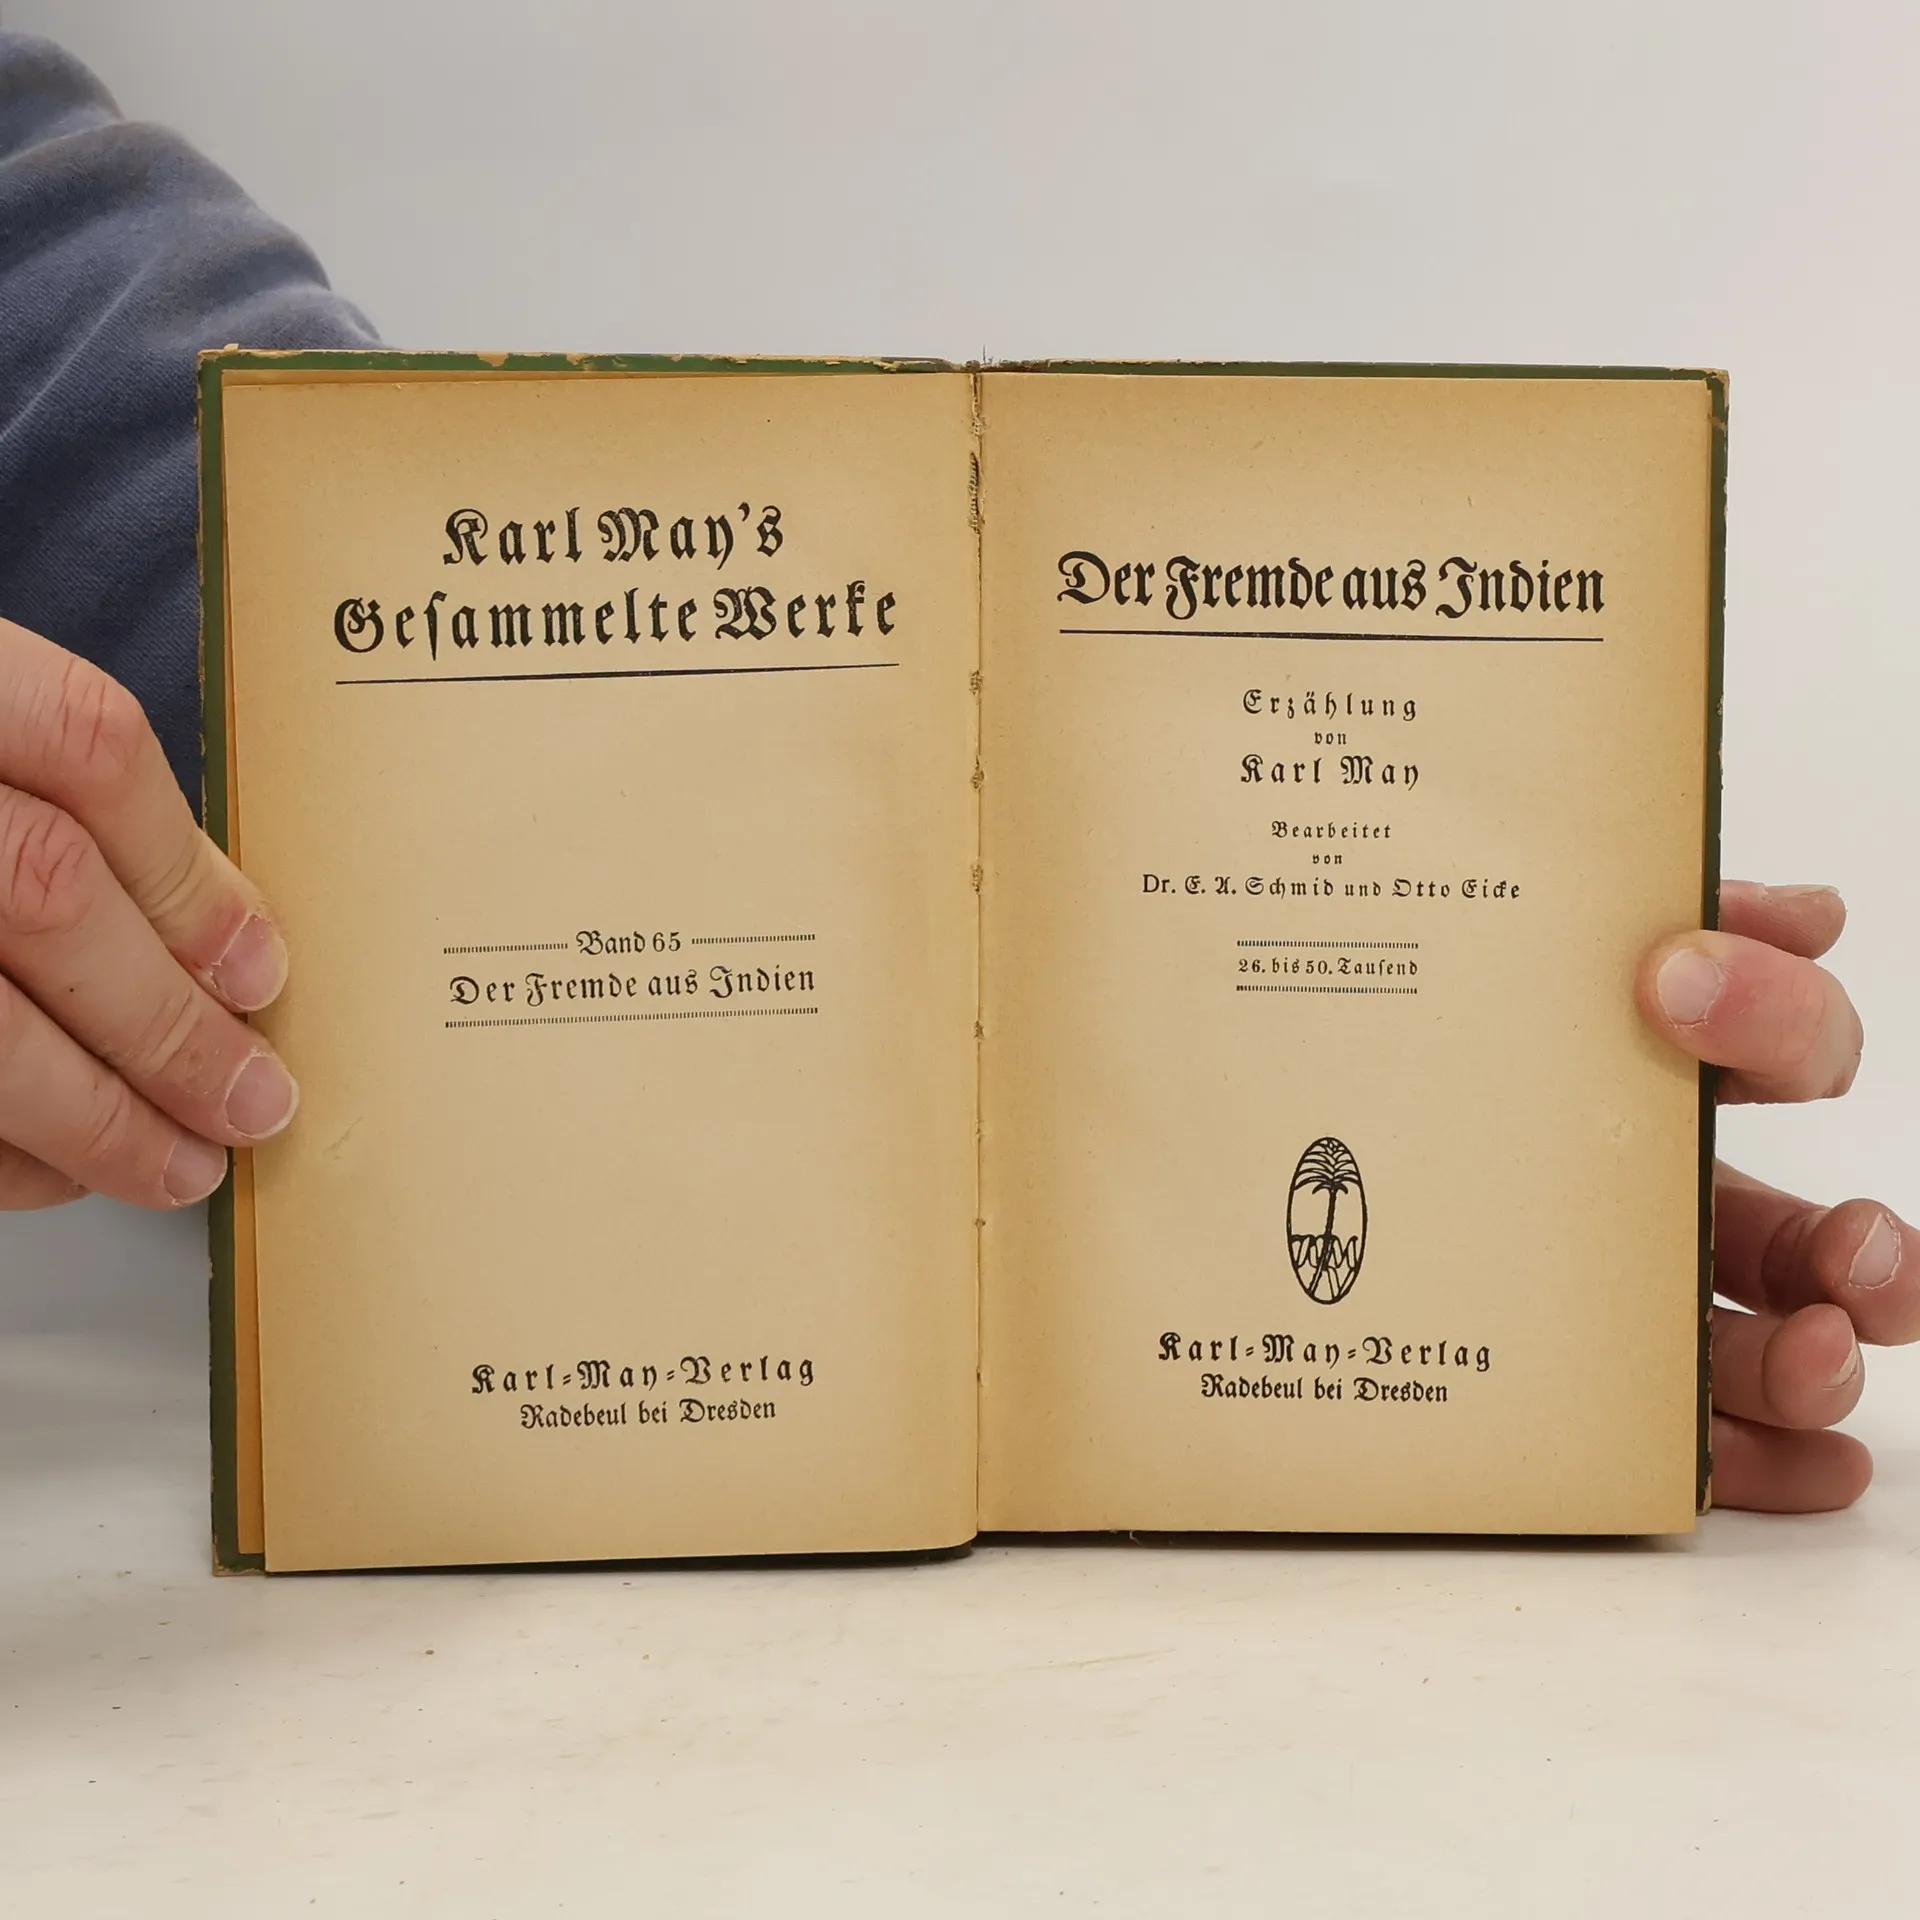 Karl May's
Gesammelte Werke
Band 65
Der Fremde aus Indien
Karl-May-Verlag
Radebeul bei Dresden
Der Fremde aus Indien
Erzählung
von
Karl May
Bearbeitet
von
Dr. E. A. Schmid und Otto Eicke
26. bis 50. Tausend
KMV
Karl-May-Verlag
Radebeul bei Dresden